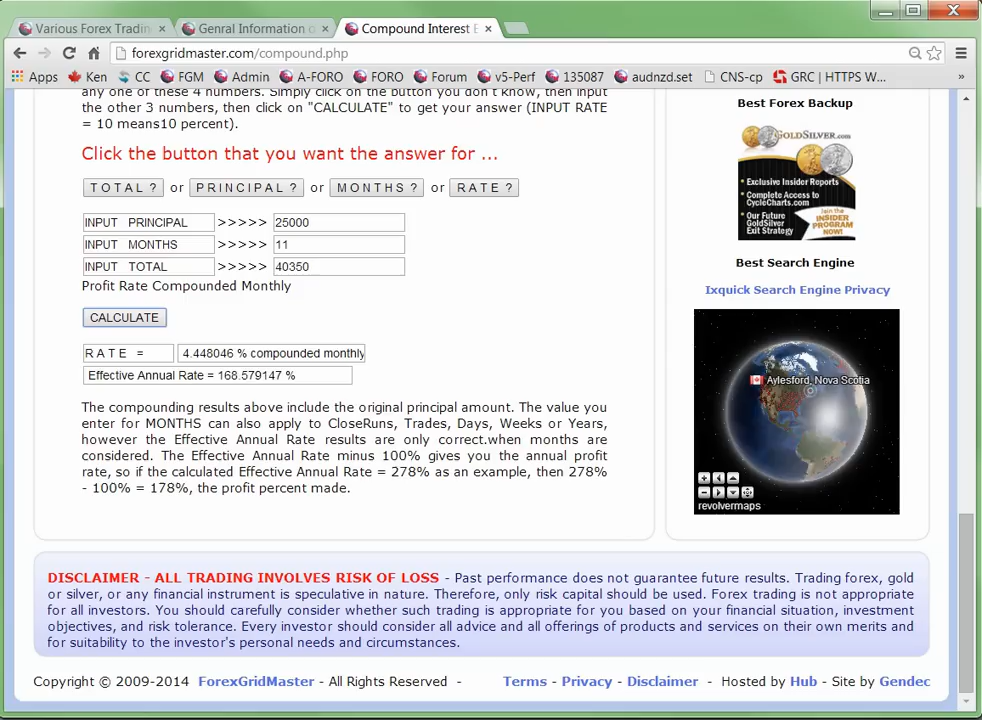 Various Forex Tradin
Genral Information o
Compound Interest E
forexgridmaster.com/compound.php
Apps Ken CC FGM Admin A-FORO FORO Forum v5-Perf 135087 audnzd.set CNS-cp GRC | HTTPS W... »
any one of these 4 numbers. Simply click on the button you don't know, then input
the other 3 numbers, then click on "CALCULATE" to get your answer (INPUT RATE
= 10 means10 percent).
Click the button that you want the answer for ...
TOTAL ? or PRINCIPAL ? or MONTHS ? or RATE ?
INPUT PRINCIPAL >>>>> 25000
INPUT MONTHS >>>>> 11
INPUT TOTAL >>>>> 40350
Profit Rate Compounded Monthly
CALCULATE
RATE = 4.448046 % compounded monthly
Effective Annual Rate = 168.579147 %
The compounding results above include the original principal amount. The value you
enter for MONTHS can also apply to CloseRuns, Trades, Days, Weeks or Years,
however the Effective Annual Rate results are only correct.when months are
considered. The Effective Annual Rate minus 100% gives you the annual profit
rate, so if the calculated Effective Annual Rate = 278% as an example, then 278%
- 100% = 178%, the profit percent made.
Best Forex Backup
GOLDSILVER.com
• Exclusive Insider Reports
• Complete Access to
CycleCharts.com
• Our Future
GoldSilver
Exit Strategy
Join the
INSIDER
PROGRAM
NOW!
Best Search Engine
Ixquick Search Engine Privacy
Aylesford, Nova Scotia
revolvermaps
DISCLAIMER - ALL TRADING INVOLVES RISK OF LOSS - Past performance does not guarantee future results. Trading forex, gold
or silver, or any financial instrument is speculative in nature. Therefore, only risk capital should be used. Forex trading is not appropriate
for all investors. You should carefully consider whether such trading is appropriate for you based on your financial situation, investment
objectives, and risk tolerance. Every investor should consider all advice and all offerings of products and services on their own merits and
for suitability to the investor's personal needs and circumstances.
Copyright © 2009-2014 ForexGridMaster - All Rights Reserved - Terms - Privacy - Disclaimer - Hosted by Hub - Site by Gendec